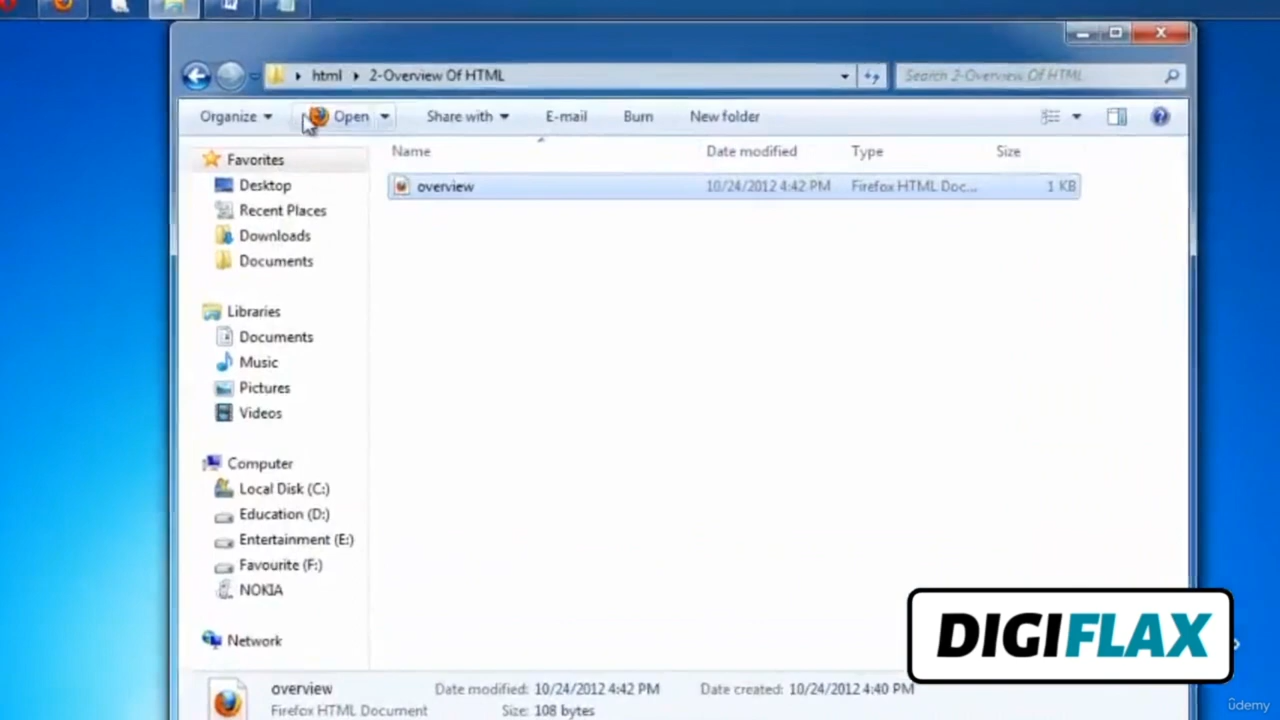 html 2-Overview Of HTML
Search 2-Overview Of HTML
Organize Open Share with E-mail Burn New folder
Name Date modified Type Size
overview 10/24/2012 4:42 PM Firefox HTML Doc... 1 KB
Favorites
Desktop
Recent Places
Downloads
Documents
Libraries
Documents
Music
Pictures
Videos
Computer
Local Disk (C:)
Education (D:)
Entertainment (E:)
Favourite (F:)
NOKIA
Network
DIGIFLAX
overview Date modified: 10/24/2012 4:42 PM Date created: 10/24/2012 4:40 PM
Firefox HTML Document Size: 108 bytes
ûdemy